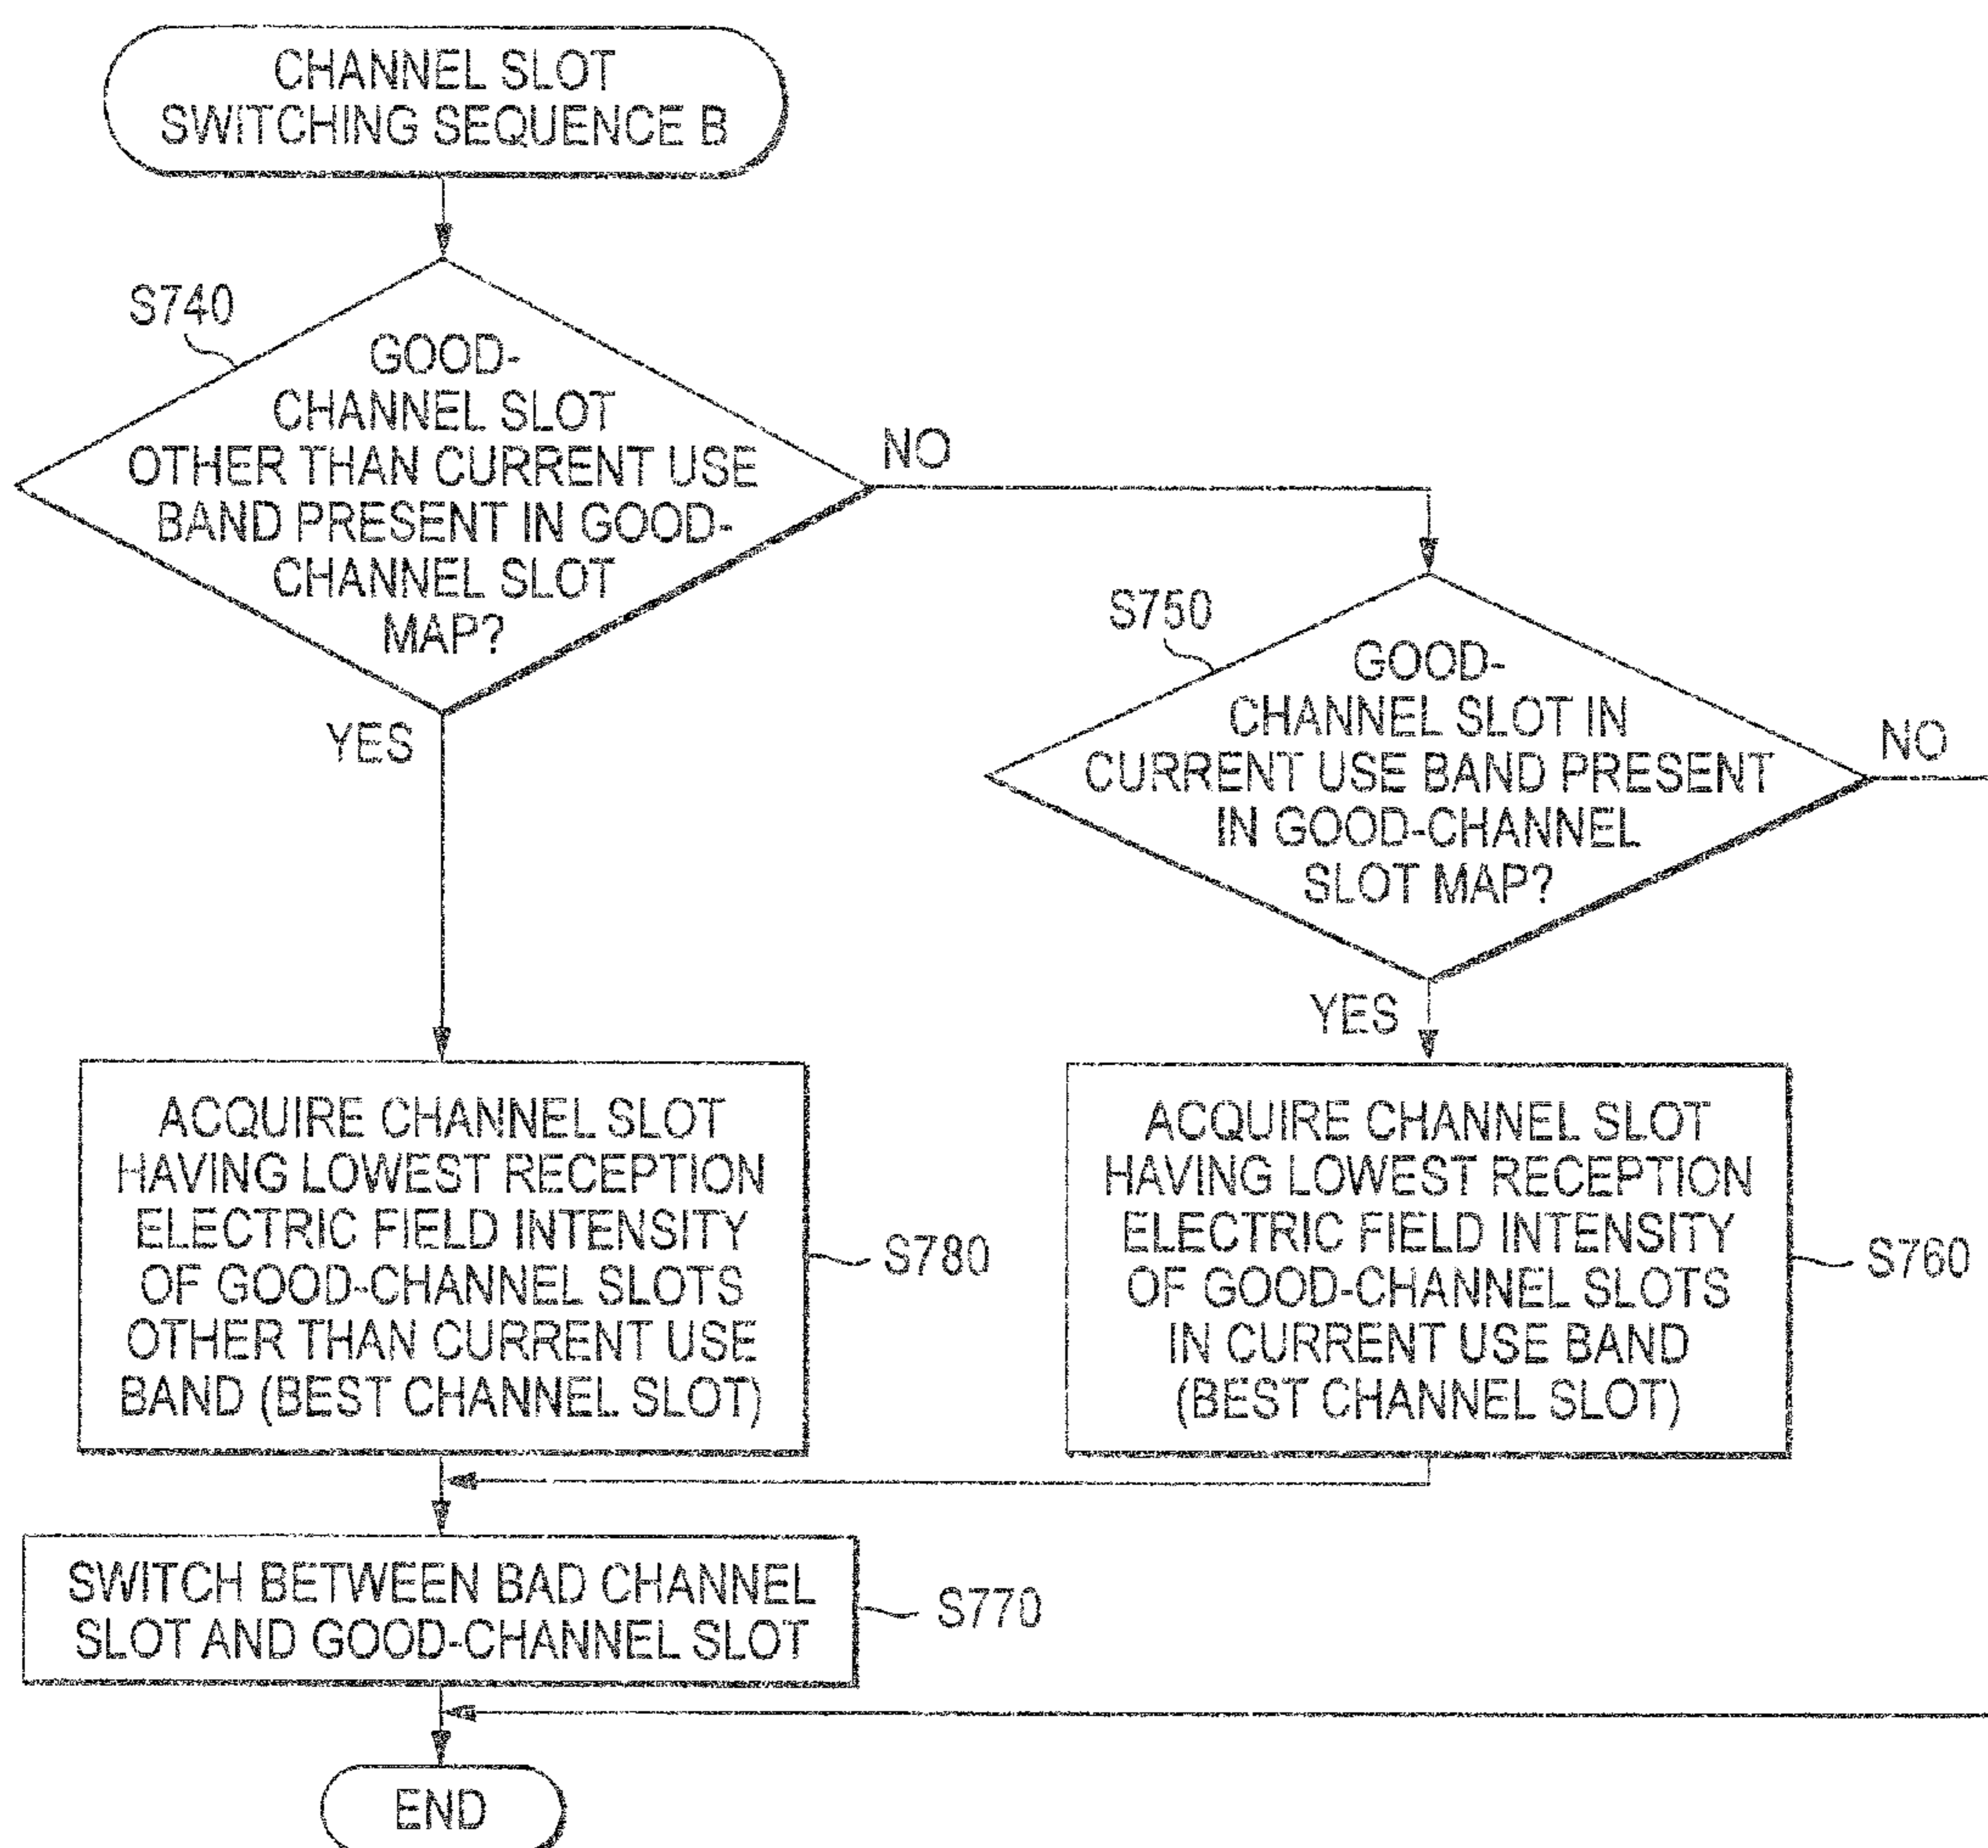 CHANNEL SLOT
SWITCHING SEQUENCE B
S740
GOOD-
CHANNEL SLOT
OTHER THAN CURRENT USE
BAND PRESENT IN GOOD-
CHANNEL SLOT
MAP?
NO
YES
S750
GOOD-
CHANNEL SLOT IN
CURRENT USE BAND PRESENT
IN GOOD-CHANNEL
SLOT MAP?
NO
YES
ACQUIRE CHANNEL SLOT
HAVING LOWEST RECEPTION
ELECTRIC FIELD INTENSITY
OF GOOD-CHANNEL SLOTS
OTHER THAN CURRENT USE
BAND (BEST CHANNEL SLOT)
S780
ACQUIRE CHANNEL SLOT
HAVING LOWEST RECEPTION
ELECTRIC FIELD INTENSITY
OF GOOD-CHANNEL SLOTS
IN CURRENT USE BAND
(BEST CHANNEL SLOT)
S760
SWITCH BETWEEN BAD CHANNEL
SLOT AND GOOD-CHANNEL SLOT
S770
END